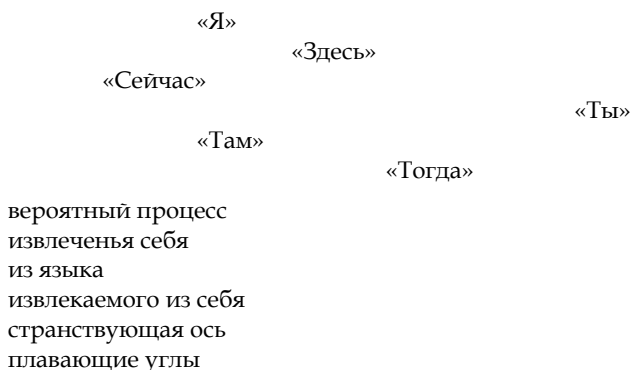 «Я»
«Здесь»
«Сейчас»
«Ты»
«Там»
«Тогда»
вероятный процесс
извлеченья себя
из языка
извлекаемого из себя
странствующая ось
плавающие углы